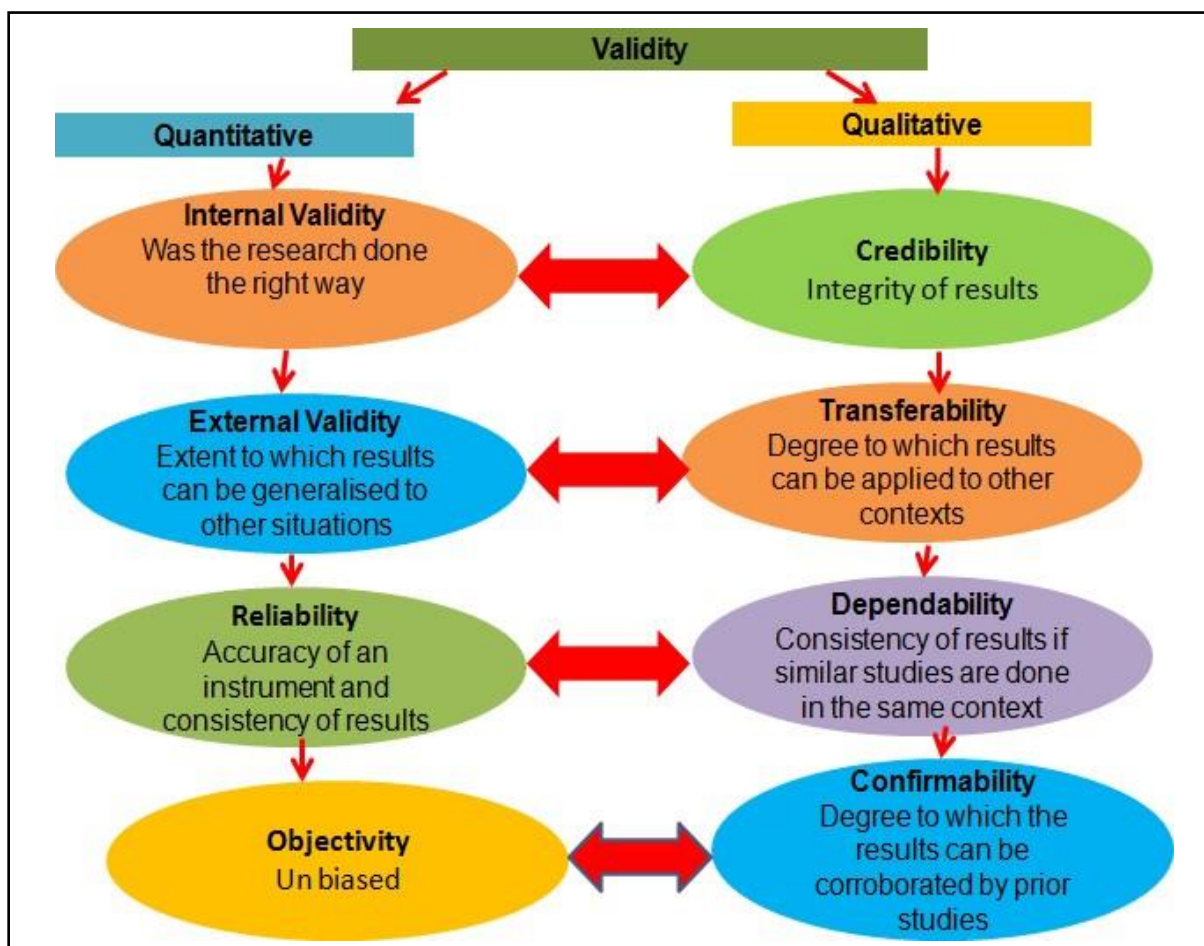 Validity
Quantitative
Qualitative
Internal Validity
Was the research done
the right way
Credibility
Integrity of results
External Validity
Extent to which results
can be generalised to
other situations
Transferability
Degree to which results
can be applied to other
contexts
Reliability
Accuracy of an
instrument and
consistency of results
Dependability
Consistency of results if
similar studies are done
in the same context
Objectivity
Un biased
Confirmability
Degree to which the
results can be
corroborated by prior
studies